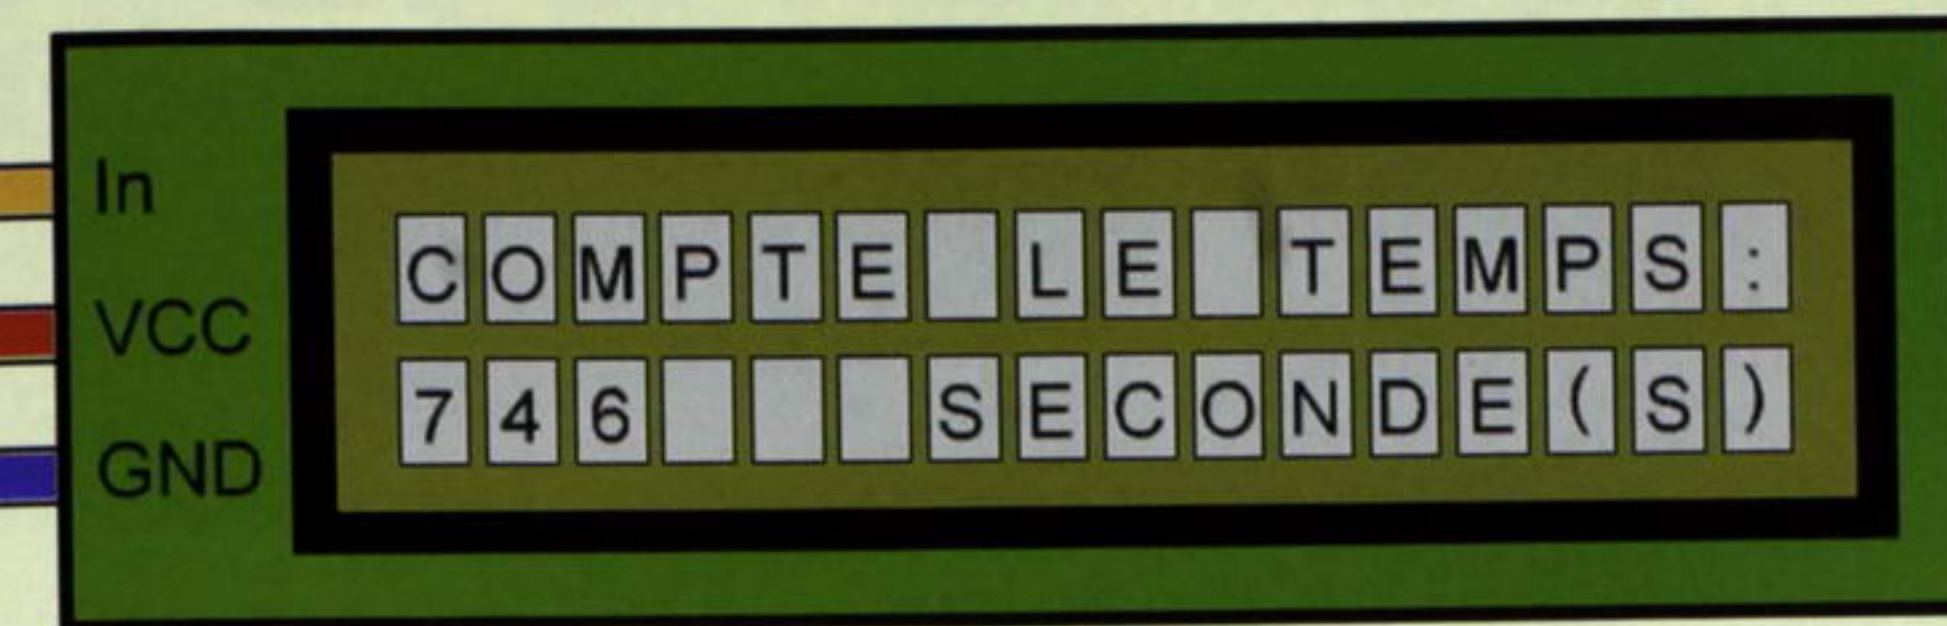 In
VCC
GND
COMPTE LE TEMPS:
746   SECONDE(S)